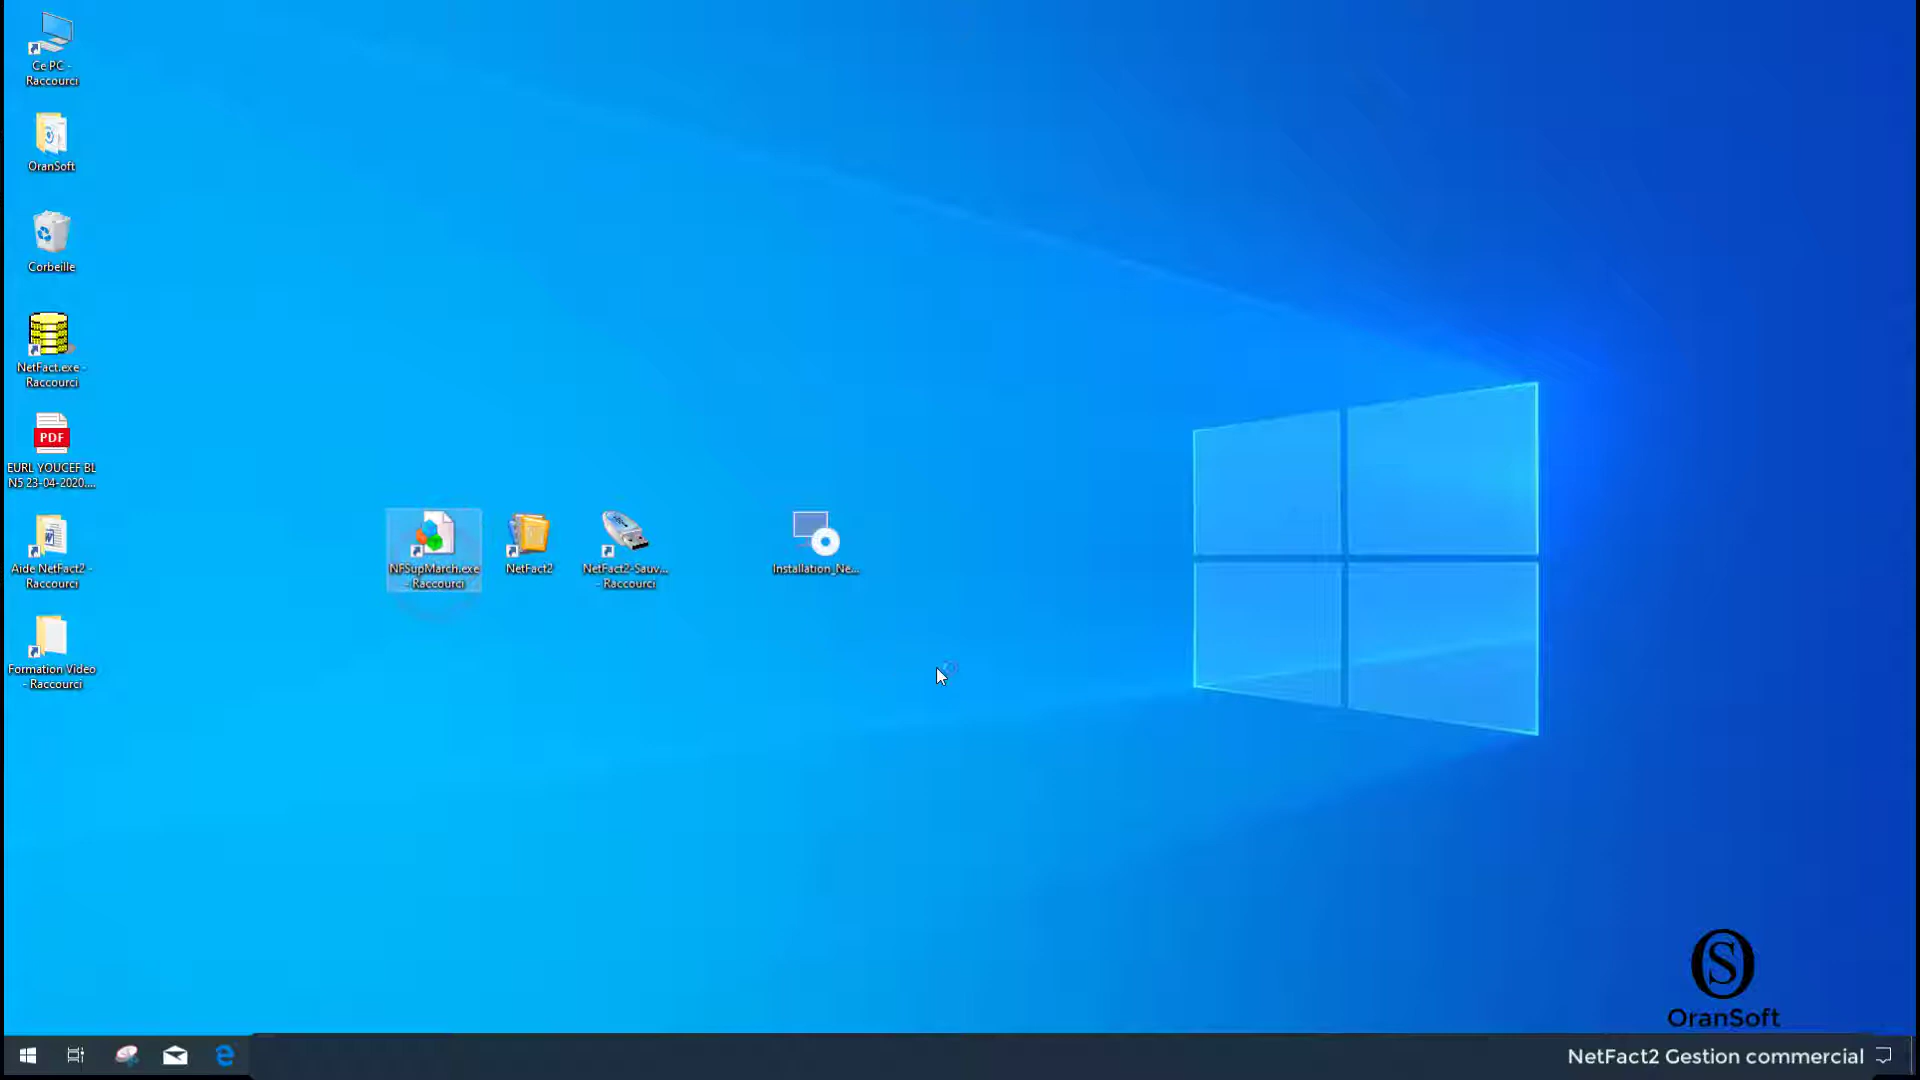 Ce PC -
Raccourci
OranSoft
Corbeille
NetFact.exe -
Raccourci
PDF
EURL YOUCEF BL
N5 23-04-2020....
Aide NetFact2 -
Raccourci
Formation Video
- Raccourci
NFSupMarch.exe
- Raccourci
NetFact2
NetFact2-Sauv...
- Raccourci
Installation_Ne...
OranSoft
NetFact2 Gestion commercial